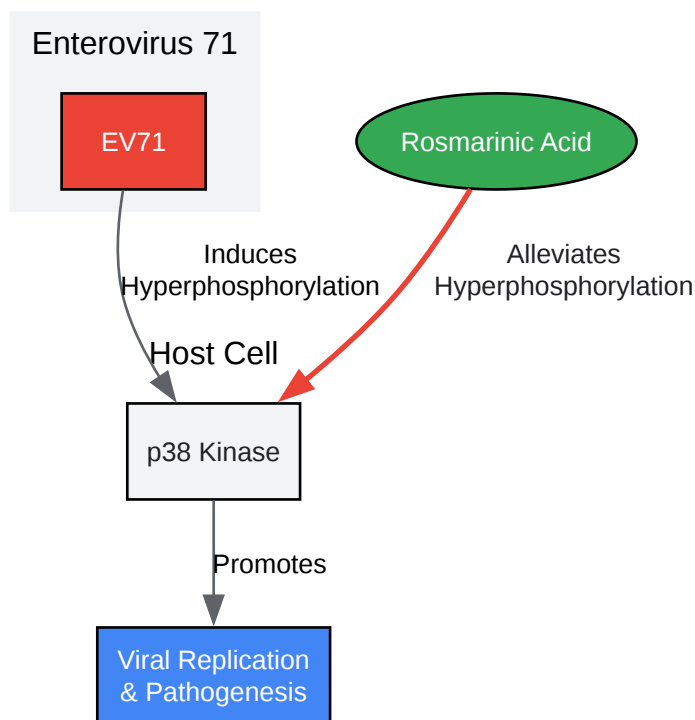 Enterovirus 71
EV71
Rosmarinic Acid
Induces
Hyperphosphorylation
Alleviates
Hyperphosphorylation
Host Cell
p38 Kinase
Promotes
Viral Replication
& Pathogenesis